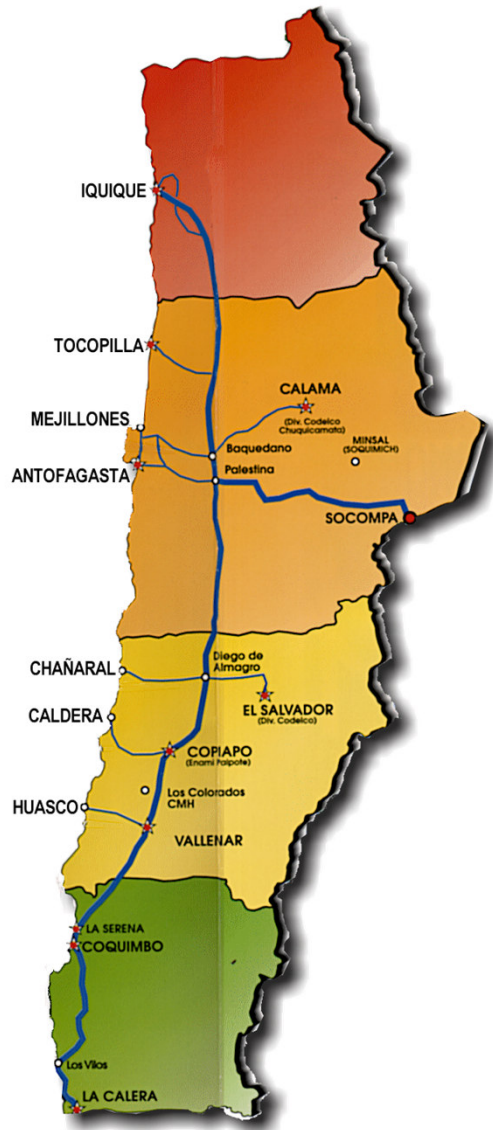 IQUIQUE
TOCOPILLA
CALAMA
(Div. Codelco
Chuquicamata)
MEJILLONES
MINSAL
(SOQUIMICH)
Baquedano
ANTOFAGASTA
Palestina
SOCOMPA
CHAÑARAL
Diego de
Almagro
CALDERA
EL SALVADOR
(Div. Codelco)
COPIAPO
(Enami Paipote)
Los Colorados
CMH
HUASCO
VALLENAR
LA SERENA
COQUIMBO
Los Vilos
LA CALERA